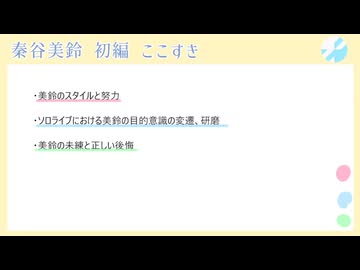 秦谷美鈴 初編 ここすき
・美鈴のスタイルと努力
・ソロライブにおける美鈴の目的意識の変遷、研磨
・美鈴の未練と正しい後悔